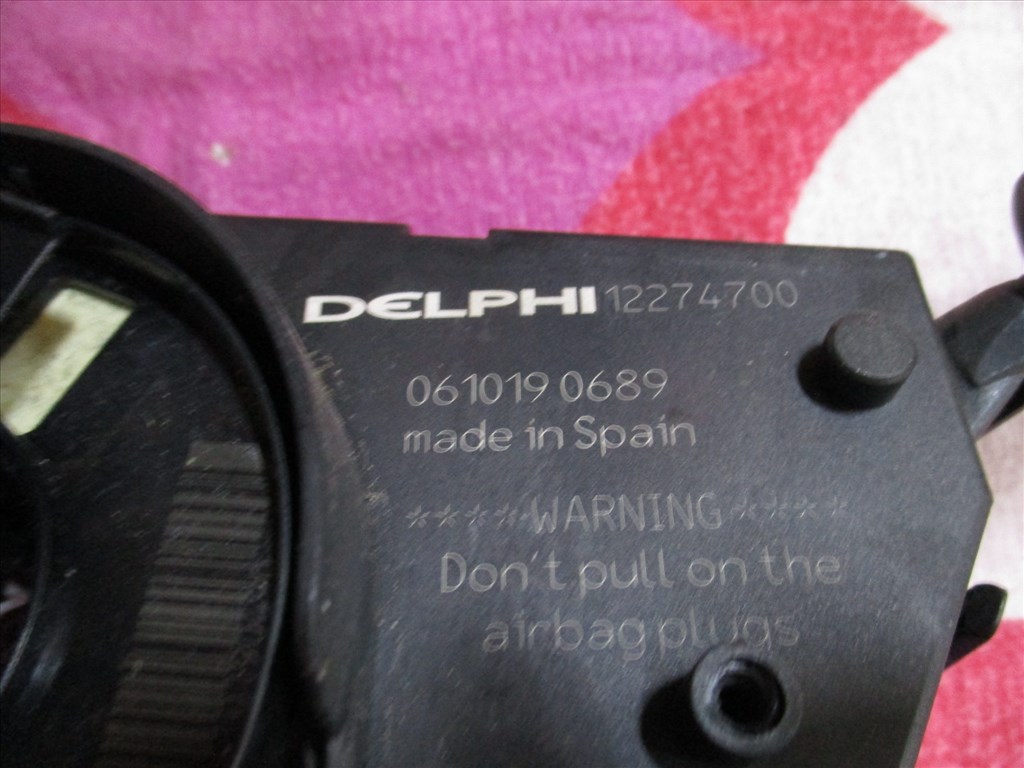 DELPHI 12274700
061019 0689
made in Spain
****WARNING****
Don't pull on the
airbag plugs